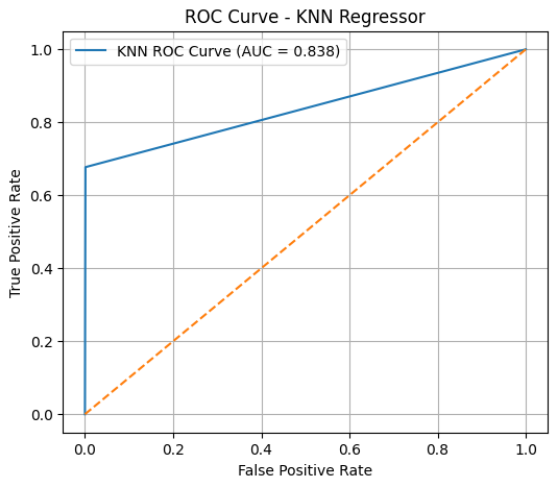 ROC Curve - KNN Regressor
KNN ROC Curve (AUC = 0.838)
True Positive Rate
1.0
0.8
0.6
0.4
0.2
0.0
0.0 0.2 0.4 0.6 0.8 1.0
False Positive Rate